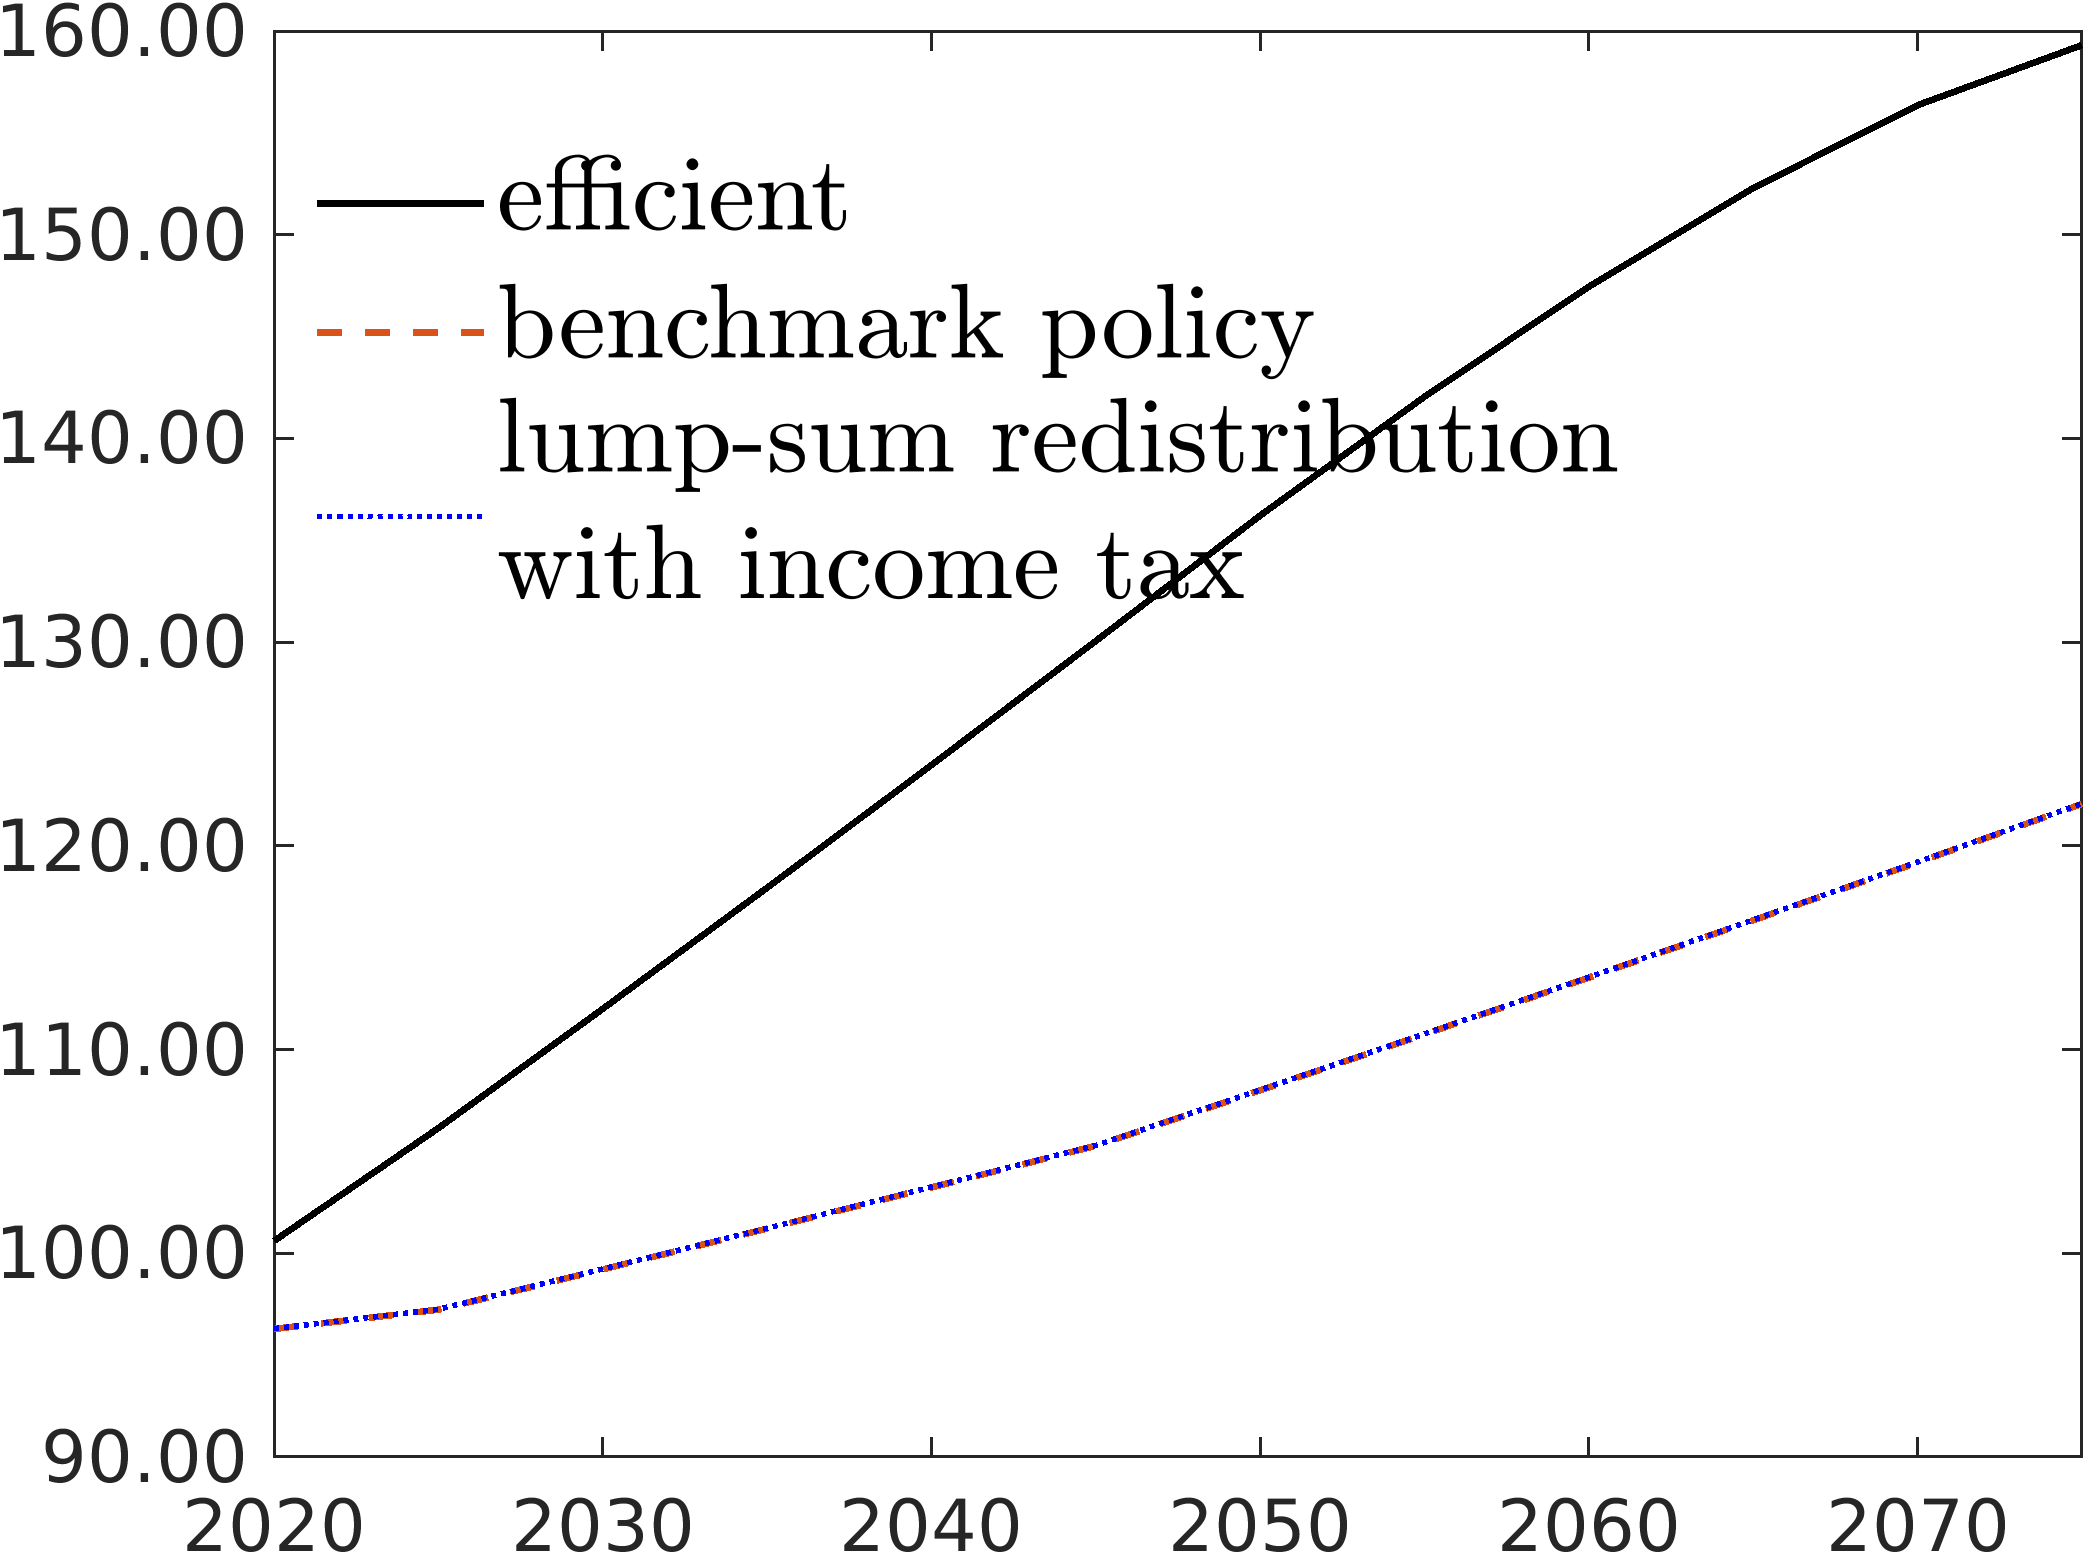 160.00
150.00
140.00
130.00
120.00
110.00
100.00
90.00
efficient
benchmark policy
lump-sum redistribution
with income tax
2020 2030 2040 2050 2060 2070